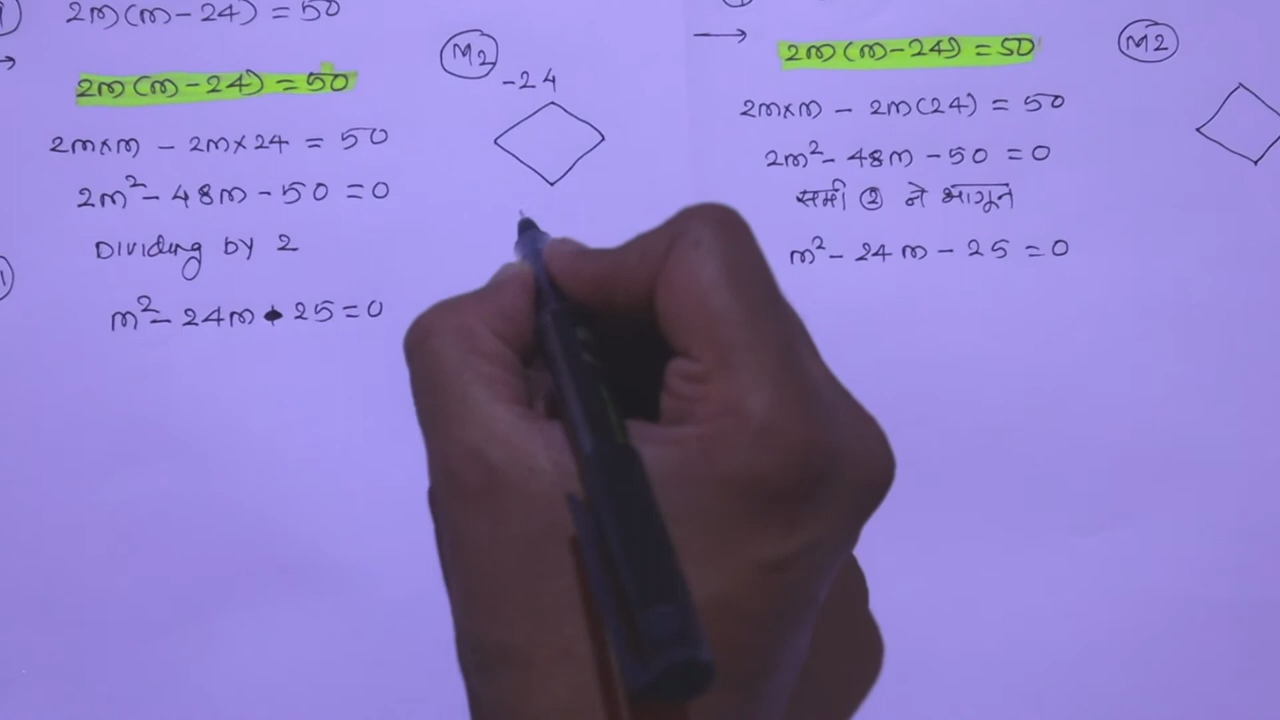 1) 2m(m-24) = 50
2m(m-24) = 50
2m×m - 2m×24 = 50
2m² - 48m - 50 = 0
Dividing by 2
m² - 24m - 25 = 0
M2
-24
2m(m-24) = 50
2m×m - 2m(24) = 50
2m² - 48m - 50 = 0
समी ② ने भागून
m² - 24m - 25 = 0
M2